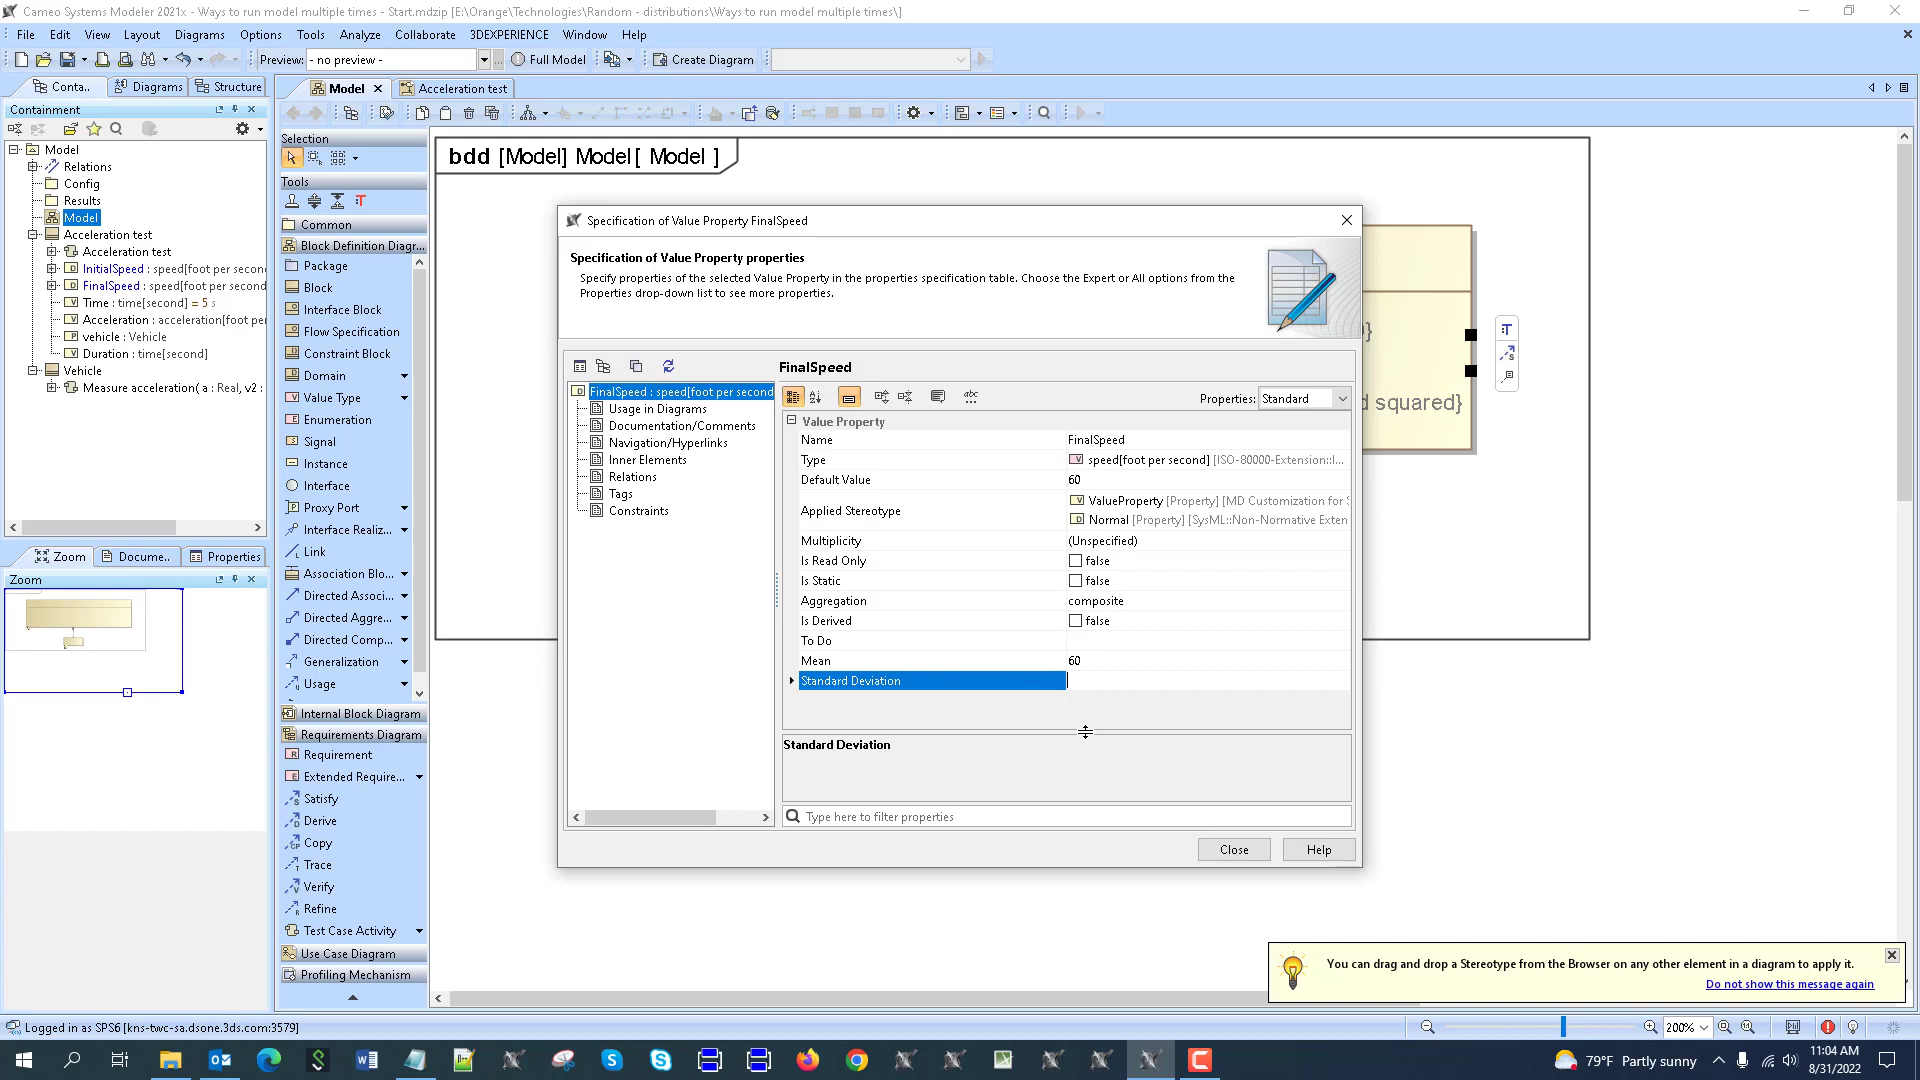 Cameo Systems Modeler 2021x - Ways to run model multiple times - Start.mdzip [E:\Orange\Technologies\Random - distributions\Ways to run model multiple times\]
File Edit View Layout Diagrams Options Tools Analyze Collaborate 3DEXPERIENCE Window Help
Preview: - no preview - Full Model Create Diagram
Conta... Diagrams Structure
Model Acceleration test
Containment
Model
Relations
Config
Results
Model
Acceleration test
Acceleration test
InitialSpeed : speed[foot per secon
FinalSpeed : speed[foot per second
Time : time[second] = 5 s
Acceleration : acceleration[foot per
vehicle : Vehicle
Duration : time[second]
Vehicle
Measure acceleration( a : Real, v2 :
Zoom Docume... Properties
Zoom
Selection
Tools
Common
Block Definition Diagr...
Package
Block
Interface Block
Flow Specification
Constraint Block
Domain
Value Type
Enumeration
Signal
Instance
Interface
Proxy Port
Interface Realiz...
Link
Association Blo...
Directed Associ...
Directed Aggre...
Directed Comp...
Generalization
Usage
Internal Block Diagram
Requirements Diagram
Requirement
Extended Require...
Satisfy
Derive
Copy
Trace
Verify
Refine
Test Case Activity
Use Case Diagram
Profiling Mechanism
bdd [Model] Model[ Model ]
d squared}
Specification of Value Property FinalSpeed
Specification of Value Property properties
Specify properties of the selected Value Property in the properties specification table. Choose the Expert or All options from the
Properties drop-down list to see more properties.
FinalSpeed : speed[foot per second
Usage in Diagrams
Documentation/Comments
Navigation/Hyperlinks
Inner Elements
Relations
Tags
Constraints
FinalSpeed
Properties: Standard
Value Property
Name FinalSpeed
Type speed[foot per second] [ISO-80000-Extension::I...
Default Value 60
Applied Stereotype ValueProperty [Property] [MD Customization for S
Normal [Property] [SysML::Non-Normative Exten
Multiplicity (Unspecified)
Is Read Only false
Is Static false
Aggregation composite
Is Derived false
To Do
Mean 60
Standard Deviation
Standard Deviation
Type here to filter properties
Close Help
You can drag and drop a Stereotype from the Browser on any other element in a diagram to apply it.
Do not show this message again
Logged in as SPS6 [kns-twc-sa.dsone.3ds.com:3579]
200%
79°F Partly sunny
11:04 AM
8/31/2022